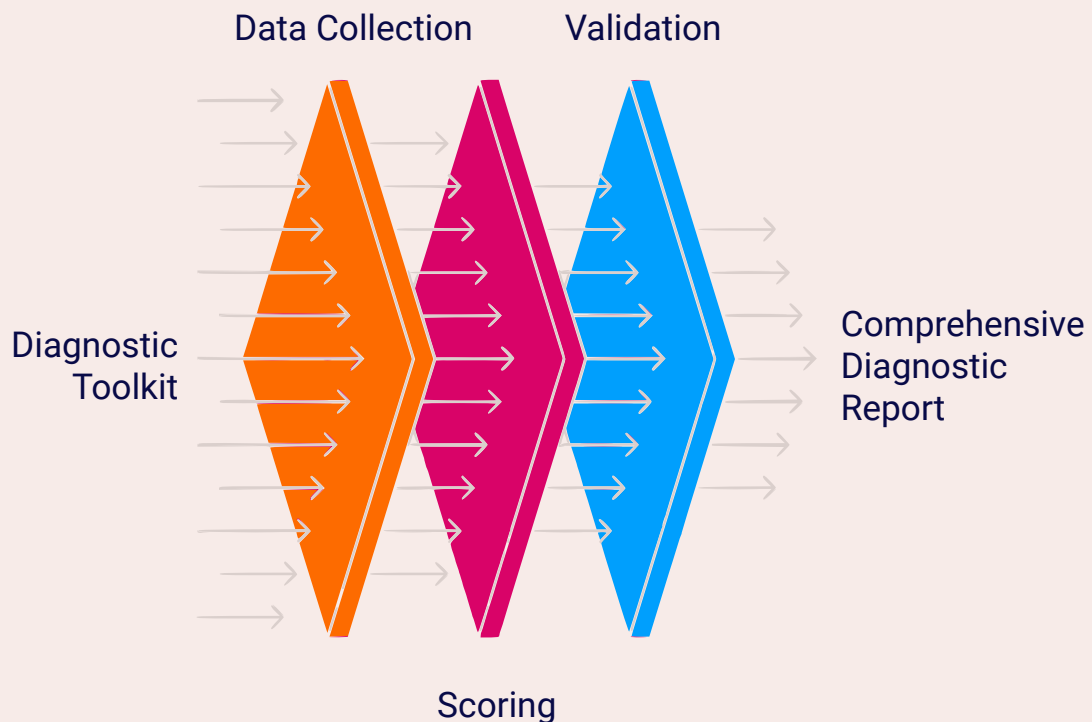 Data Collection
Validation
Diagnostic
Toolkit
Comprehensive
Diagnostic
Report
Scoring